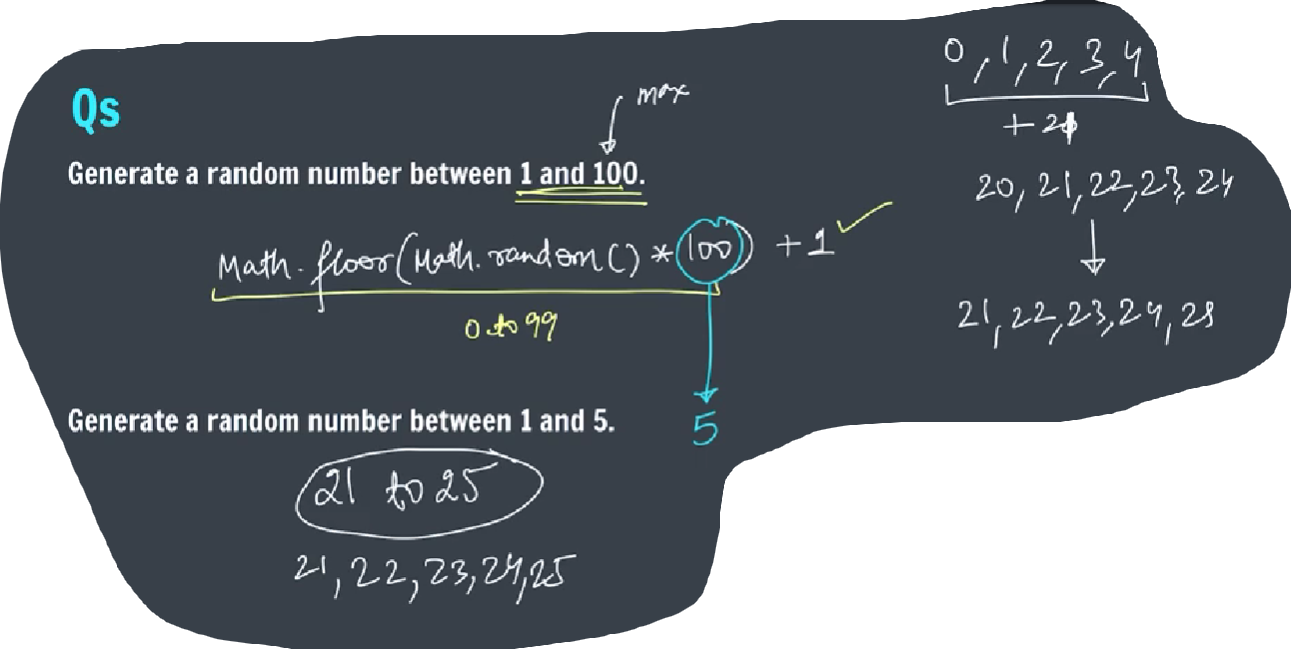 Qs
max
Generate a random number between 1 and 100.
Math.floor(Math.random() * 100) + 1
0 to 99
5
Generate a random number between 1 and 5.
21 to 25
21, 22, 23, 24, 25
0, 1, 2, 3, 4
+21
20, 21, 22, 23, 24
21, 22, 23, 24, 25